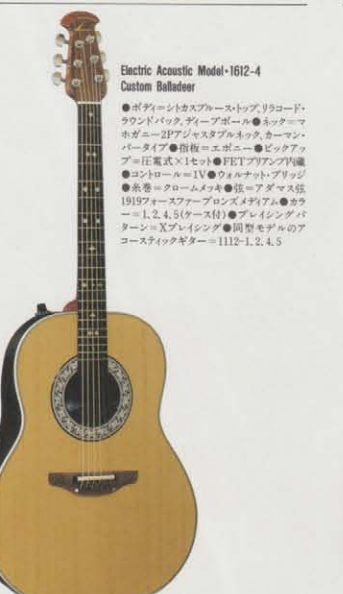 Electric Acoustic Model・1612-4
Custom Balladeer
●ボディ=シトカスプルース・トップ、リラコード・
ラウンドバック、ディープボール●ネック=マ
ホガニー2Pアジャスタブルネック、カーマン・
バータイプ●指板=エボニー●ピックアッ
プ=圧電式×1セット●FETプリアンプ内蔵
●コントロール=1V●ウォルナット・ブリッジ
●糸巻=クロームメッキ●弦=アダマス弦
1919フォースファーブロンズメディアム●カラ
ー=1、2、4、5(ケース付)●ブレイシングパ
ターン=Xブレイシング●同型モデルのア
コースティックギター=1112-1、2、4、5